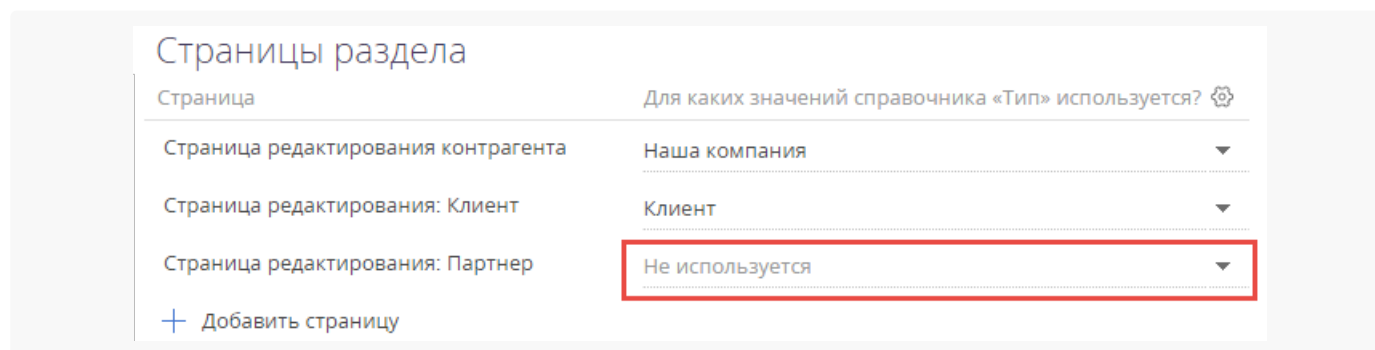 Страницы раздела
Страница Для каких значений справочника «Тип» используется?
Страница редактирования контрагента Наша компания
Страница редактирования: Клиент Клиент
Страница редактирования: Партнер Не используется
Добавить страницу